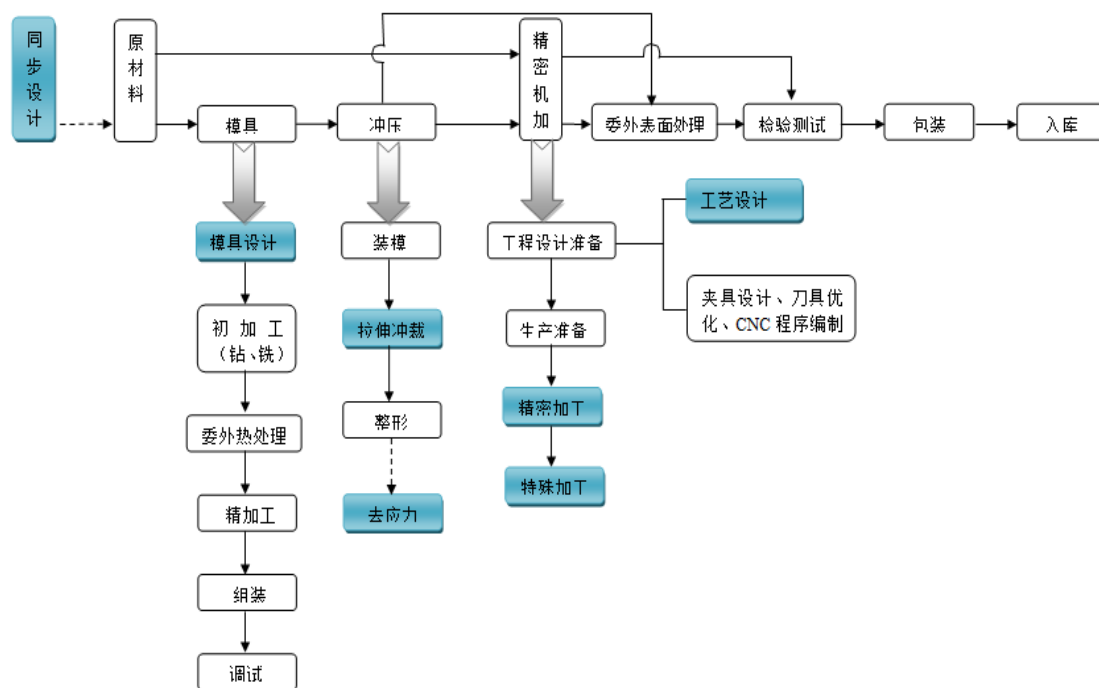 同步设计
原材料
精密机加
模具
冲压
委外表面处理
检验测试
包装
入库
模具设计
装模
工程设计准备
工艺设计
初加工
（钻、铣）
拉伸冲裁
生产准备
夹具设计、刀具优
化、CNC 程序编制
委外热处理
整形
精密加工
精加工
去应力
特殊加工
组装
调试